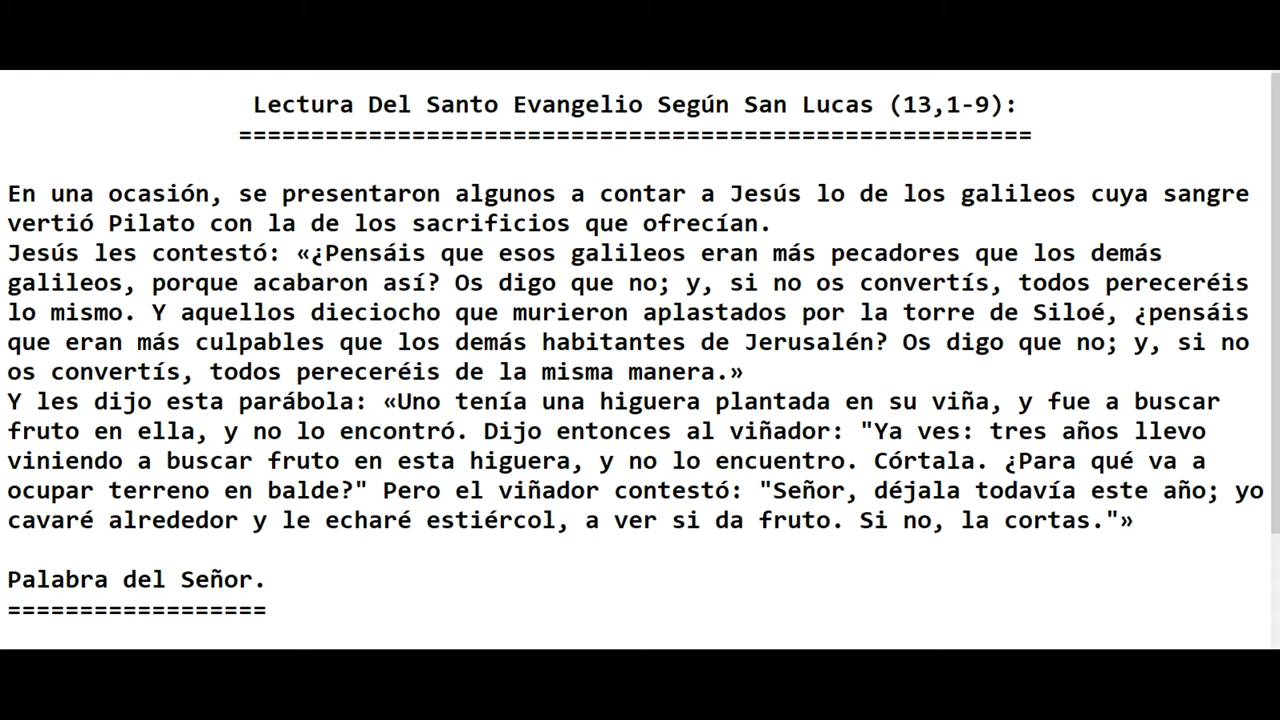 Lectura Del Santo Evangelio Según San Lucas (13,1-9):
=======================================================
En una ocasión, se presentaron algunos a contar a Jesús lo de los galileos cuya sangre
vertió Pilato con la de los sacrificios que ofrecían.
Jesús les contestó: «¿Pensáis que esos galileos eran más pecadores que los demás
galileos, porque acabaron así? Os digo que no; y, si no os convertís, todos pereceréis
lo mismo. Y aquellos dieciocho que murieron aplastados por la torre de Siloé, ¿pensáis
que eran más culpables que los demás habitantes de Jerusalén? Os digo que no; y, si no
os convertís, todos pereceréis de la misma manera.»
Y les dijo esta parábola: «Uno tenía una higuera plantada en su viña, y fue a buscar
fruto en ella, y no lo encontró. Dijo entonces al viñador: "Ya ves: tres años llevo
viniendo a buscar fruto en esta higuera, y no lo encuentro. Córtala. ¿Para qué va a
ocupar terreno en balde?" Pero el viñador contestó: "Señor, déjala todavía este año; yo
cavaré alrededor y le echaré estiércol, a ver si da fruto. Si no, la cortas."»
Palabra del Señor.
==================